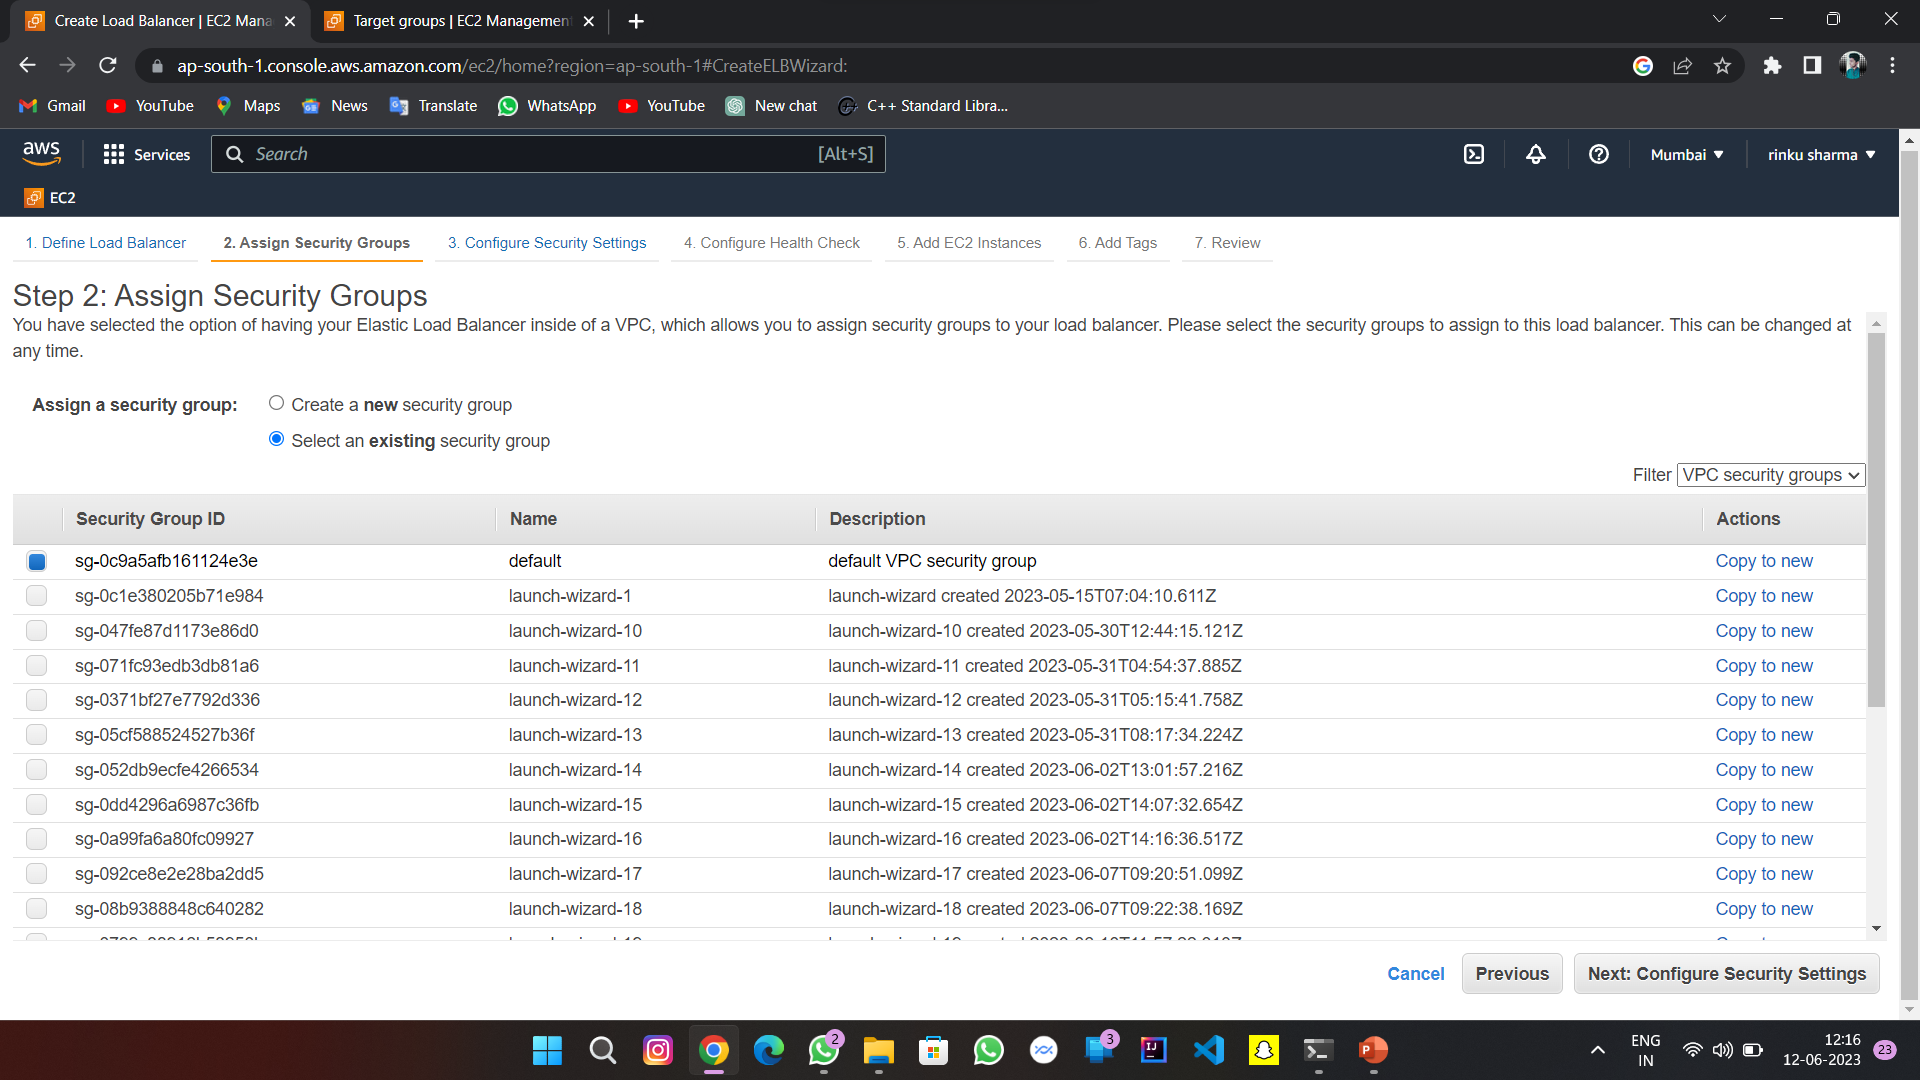 Create Load Balancer | EC2 Mana
Target groups | EC2 Management
ap-south-1.console.aws.amazon.com/ec2/home?region=ap-south-1#CreateELBWizard:
Gmail YouTube Maps News Translate WhatsApp YouTube New chat C++ Standard Libra...
aws Services Search [Alt+S] Mumbai rinku sharma
EC2
1. Define Load Balancer 2. Assign Security Groups 3. Configure Security Settings 4. Configure Health Check 5. Add EC2 Instances 6. Add Tags 7. Review
Step 2: Assign Security Groups
You have selected the option of having your Elastic Load Balancer inside of a VPC, which allows you to assign security groups to your load balancer. Please select the security groups to assign to this load balancer. This can be changed at
any time.
Assign a security group: Create a new security group
Select an existing security group
Filter VPC security groups
Security Group ID Name Description Actions
sg-0c9a5afb161124e3e default default VPC security group Copy to new
sg-0c1e380205b71e984 launch-wizard-1 launch-wizard created 2023-05-15T07:04:10.611Z Copy to new
sg-047fe87d1173e86d0 launch-wizard-10 launch-wizard-10 created 2023-05-30T12:44:15.121Z Copy to new
sg-071fc93edb3db81a6 launch-wizard-11 launch-wizard-11 created 2023-05-31T04:54:37.885Z Copy to new
sg-0371bf27e7792d336 launch-wizard-12 launch-wizard-12 created 2023-05-31T05:15:41.758Z Copy to new
sg-05cf588524527b36f launch-wizard-13 launch-wizard-13 created 2023-05-31T08:17:34.224Z Copy to new
sg-052db9ecfe4266534 launch-wizard-14 launch-wizard-14 created 2023-06-02T13:01:57.216Z Copy to new
sg-0dd4296a6987c36fb launch-wizard-15 launch-wizard-15 created 2023-06-02T14:07:32.654Z Copy to new
sg-0a99fa6a80fc09927 launch-wizard-16 launch-wizard-16 created 2023-06-02T14:16:36.517Z Copy to new
sg-092ce8e2e28ba2dd5 launch-wizard-17 launch-wizard-17 created 2023-06-07T09:20:51.099Z Copy to new
sg-08b9388848c640282 launch-wizard-18 launch-wizard-18 created 2023-06-07T09:22:38.169Z Copy to new
Cancel Previous Next: Configure Security Settings
2 3 ENG 12:16
IN 12-06-2023 23